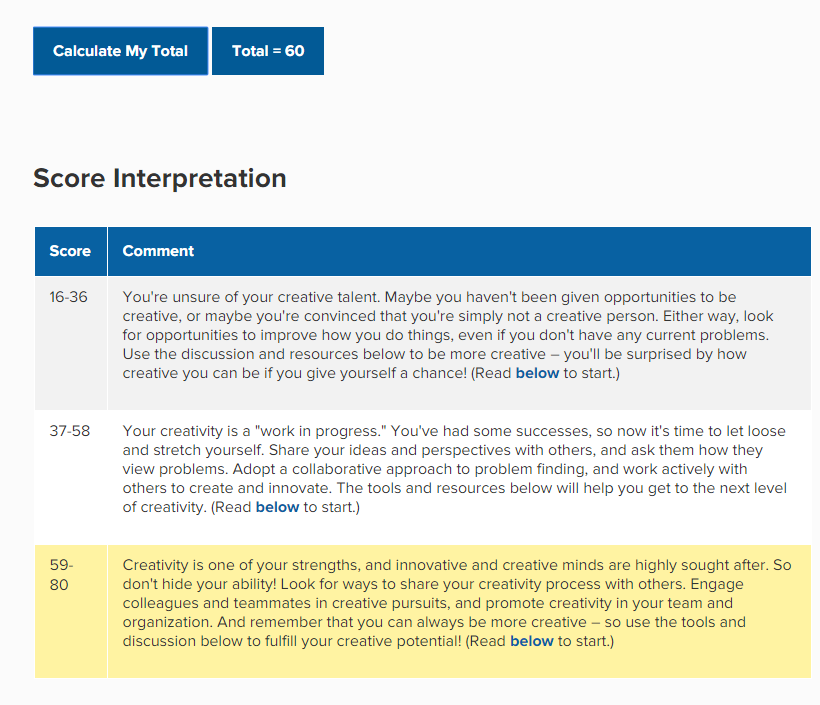 Calculate My Total
Total = 60
Score Interpretation
Score
Comment
16-36
You're unsure of your creative talent. Maybe you haven't been given opportunities to be
creative, or maybe you're convinced that you're simply not a creative person. Either way, look
for opportunities to improve how you do things, even if you don't have any current problems.
Use the discussion and resources below to be more creative – you'll be surprised by how
creative you can be if you give yourself a chance! (Read below to start.)
37-58
Your creativity is a "work in progress." You've had some successes, so now it's time to let loose
and stretch yourself. Share your ideas and perspectives with others, and ask them how they
view problems. Adopt a collaborative approach to problem finding, and work actively with
others to create and innovate. The tools and resources below will help you get to the next level
of creativity. (Read below to start.)
59-
80
Creativity is one of your strengths, and innovative and creative minds are highly sought after. So
don't hide your ability! Look for ways to share your creativity process with others. Engage
colleagues and teammates in creative pursuits, and promote creativity in your team and
organization. And remember that you can always be more creative – so use the tools and
discussion below to fulfill your creative potential! (Read below to start.)